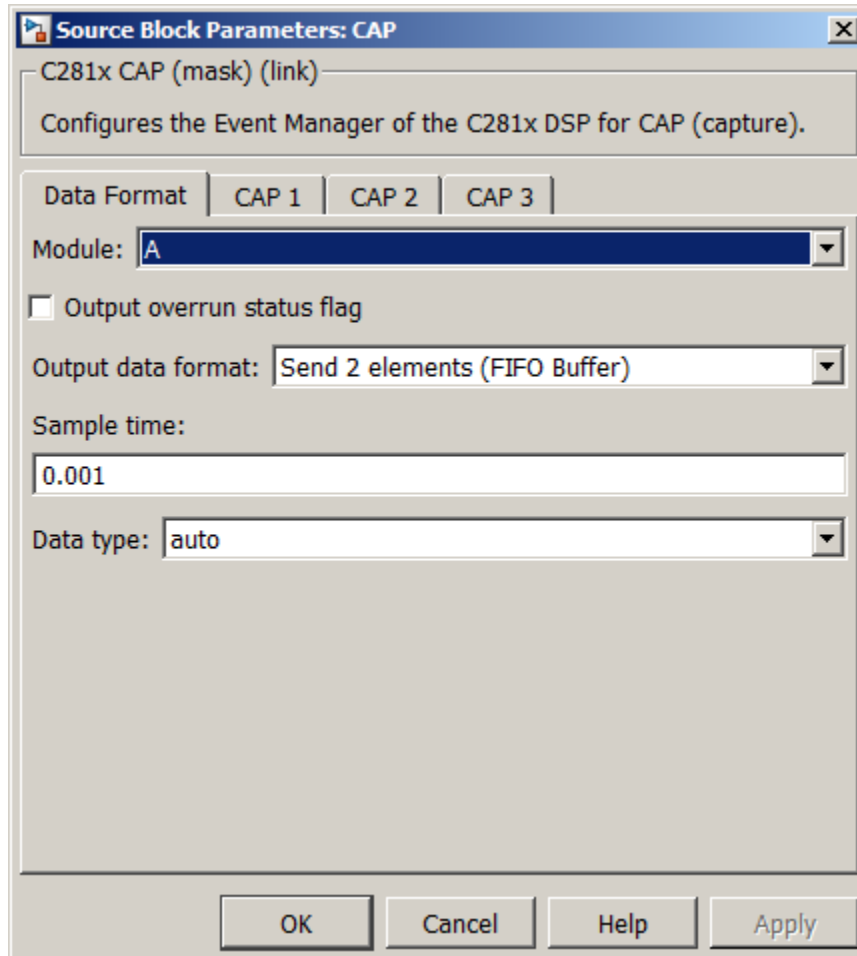 Source Block Parameters: CAP
C281x CAP (mask) (link)
Configures the Event Manager of the C281x DSP for CAP (capture).
Data Format CAP 1 CAP 2 CAP 3
Module: A
Output overrun status flag
Output data format: Send 2 elements (FIFO Buffer)
Sample time:
0.001
Data type: auto
OK Cancel Help Apply